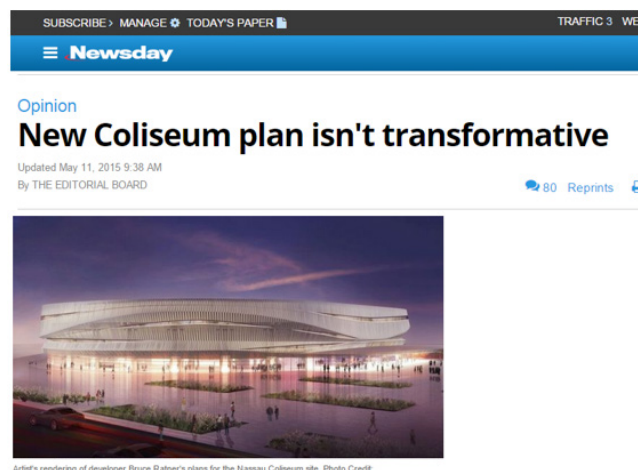 SUBSCRIBE › MANAGE TODAY'S PAPER TRAFFIC 3
Newsday
Opinion
New Coliseum plan isn't transformative
Updated May 11, 2015 9:38 AM
By THE EDITORIAL BOARD 80 Reprints
Artist's rendering of developer Bruce Ratner's plans for the Nassau Coliseum site. Photo Credit: